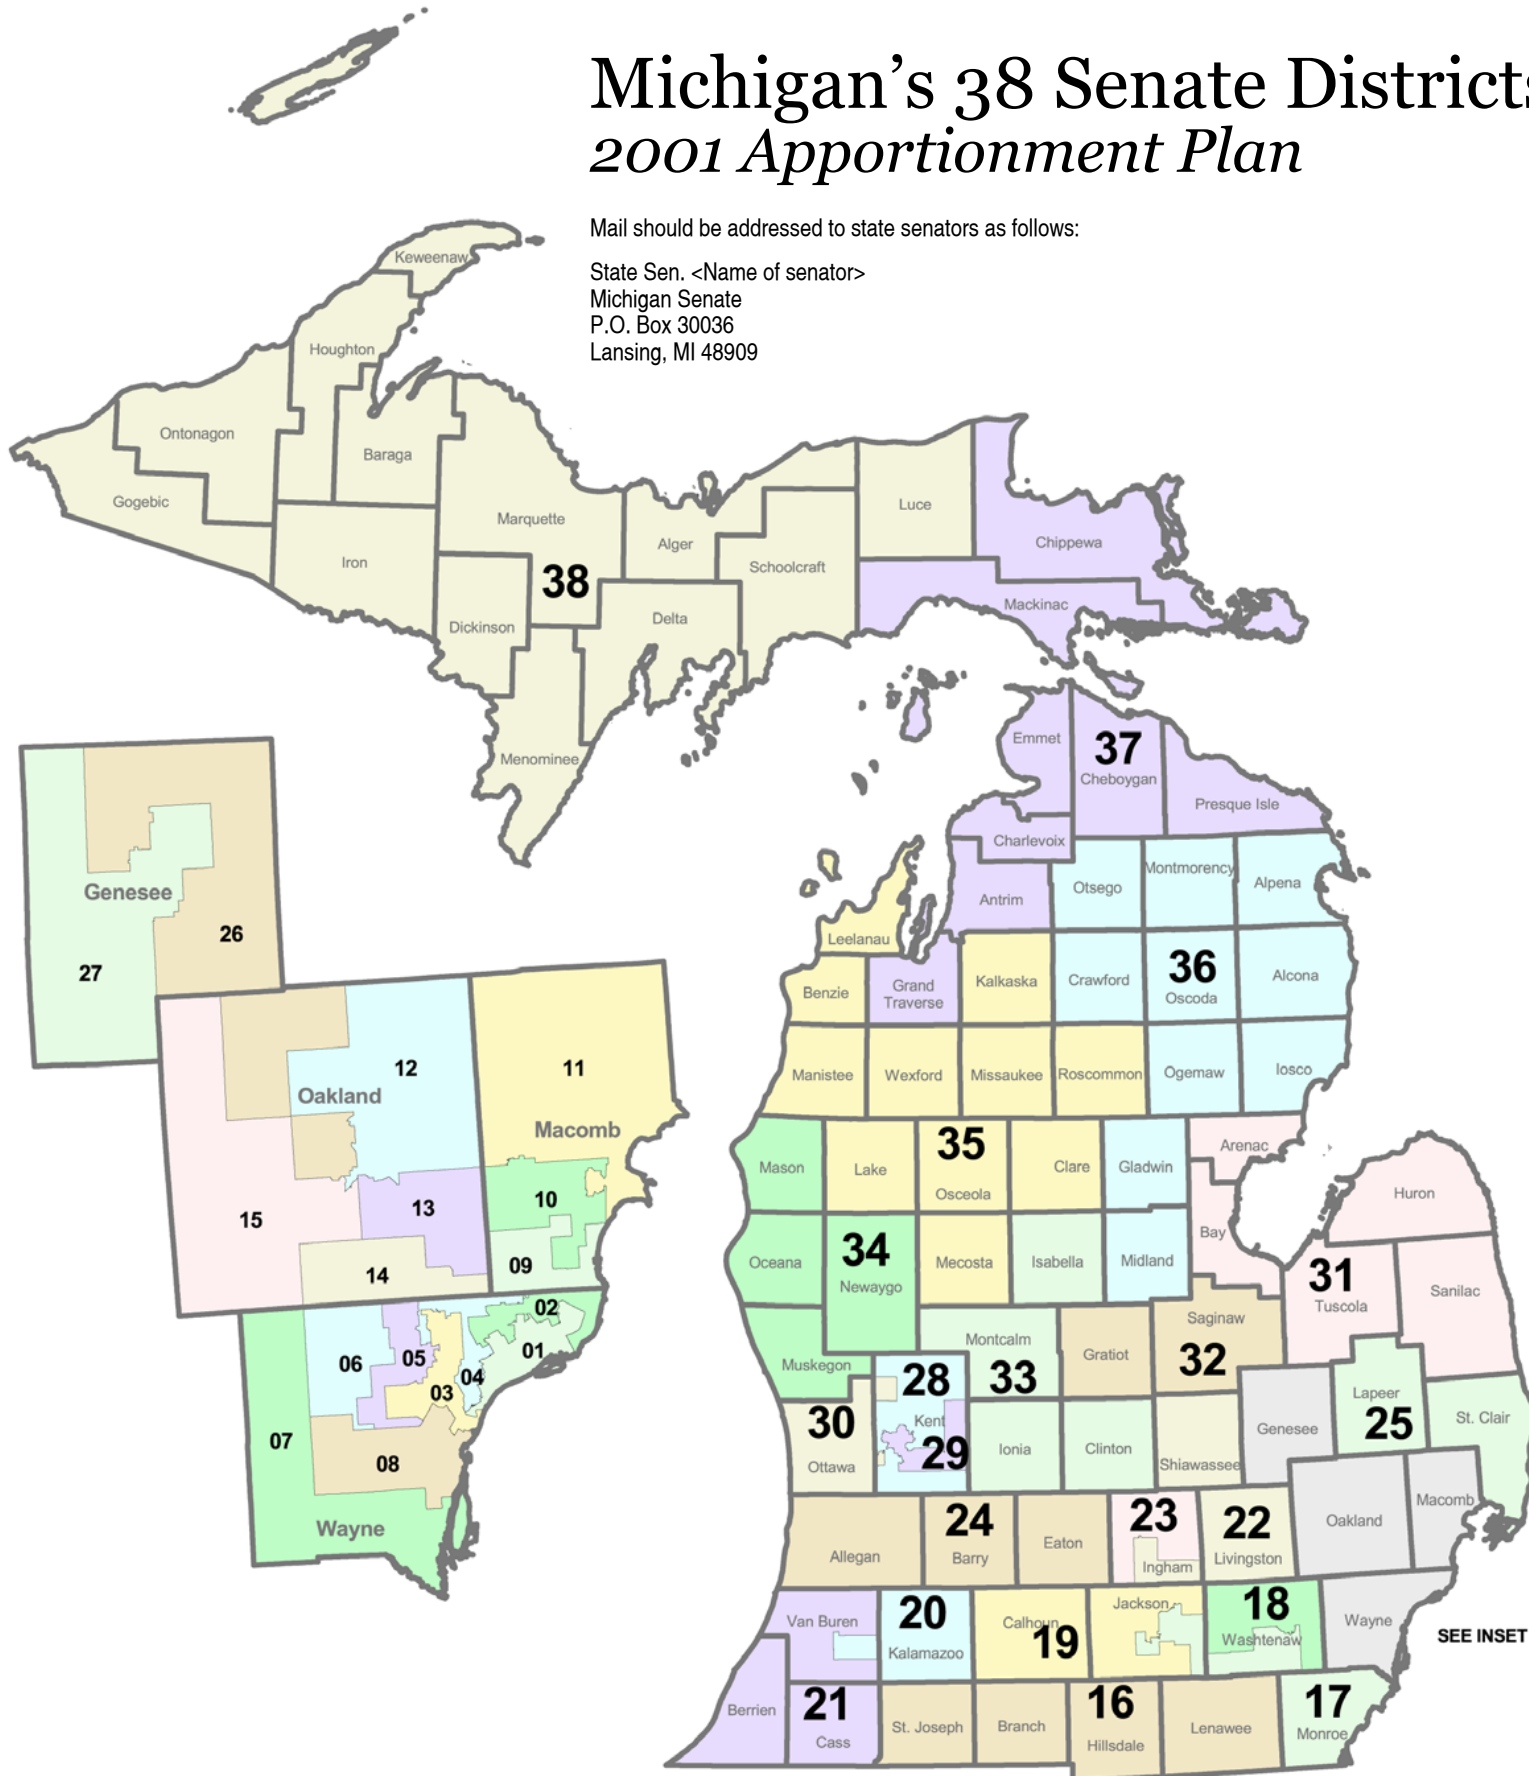 Michigan's 38 Senate Districts
2001 Apportionment Plan
Mail should be addressed to state senators as follows:
State Sen. <Name of senator>
Michigan Senate
P.O. Box 30036
Lansing, MI 48909
Keweenaw
Houghton
Ontonagon
Baraga
Gogebic
Marquette
Luce
Alger
Chippewa
Iron
Schoolcraft
38
Mackinac
Dickinson
Delta
Menominee
Emmet
37
Cheboygan
Presque Isle
Charlevoix
Antrim
Otsego
Montmorency
Alpena
Leelanau
Benzie
Grand
Traverse
Kalkaska
Crawford
36
Oscoda
Alcona
Manistee
Wexford
Missaukee
Roscommon
Ogemaw
Iosco
Genesee
26
27
12
11
Oakland
Macomb
15
13
10
14
09
02
06
05
01
04
03
07
08
Wayne
Mason
Lake
35
Osceola
Clare
Gladwin
Arenac
Huron
Oceana
34
Newaygo
Mecosta
Isabella
Midland
Bay
31
Tuscola
Sanilac
Muskegon
Montcalm
33
Gratiot
Saginaw
32
28
Kent
29
30
Ottawa
Ionia
Clinton
Shiawassee
Genesee
Lapeer
25
St. Clair
Allegan
24
Barry
Eaton
23
Ingham
22
Livingston
Oakland
Macomb
Van Buren
20
Kalamazoo
Calhoun
19
Jackson
18
Washtenaw
Wayne
SEE INSET
Berrien
21
Cass
St. Joseph
Branch
16
Hillsdale
Lenawee
17
Monroe